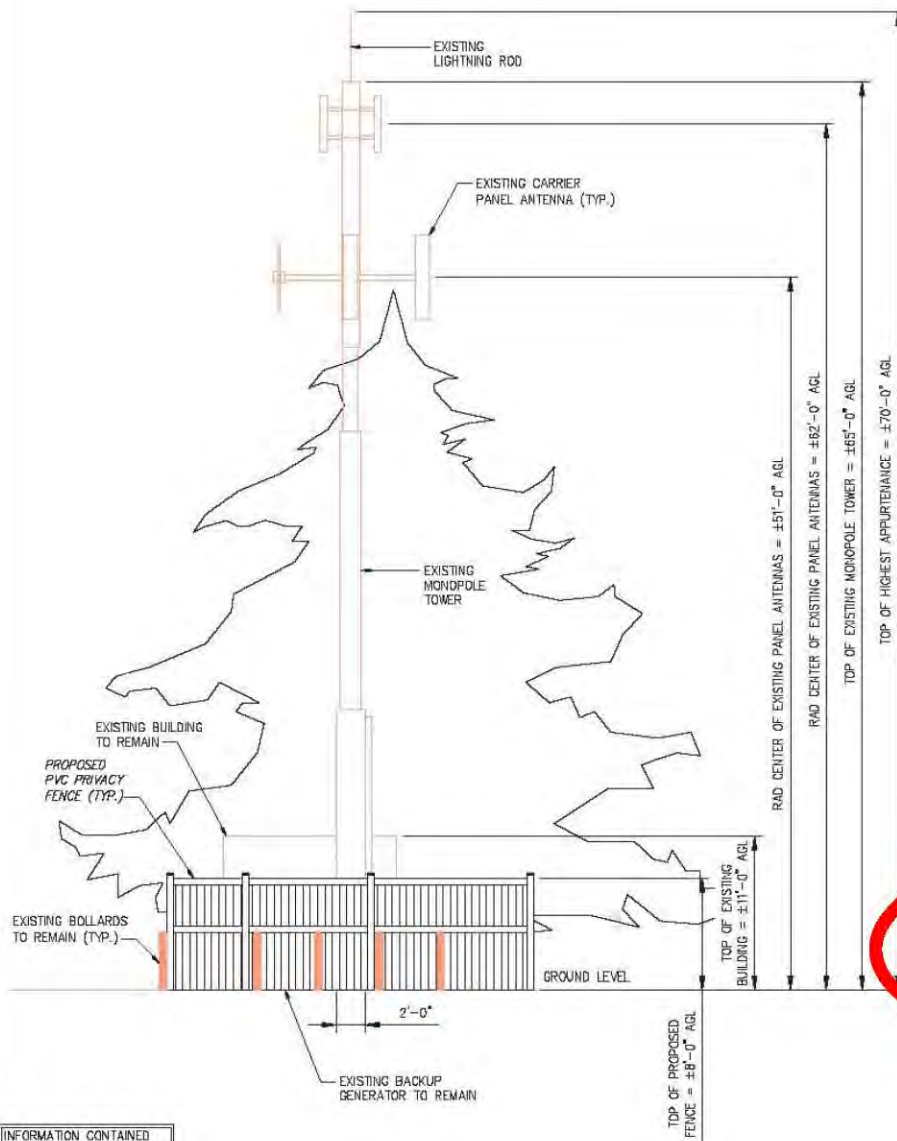 EXISTING
LIGHTNING ROD
EXISTING CARRIER
PANEL ANTENNA (TYP.)
EXISTING
MONOPOLE
TOWER
EXISTING BUILDING
TO REMAIN
PROPOSED
PVC PRIVACY
FENCE (TYP.)
EXISTING BOLLARDS
TO REMAIN (TYP.)
GROUND LEVEL
2'-0"
EXISTING BACKUP
GENERATOR TO REMAIN
TOP OF PROPOSED
FENCE = ±8'-0" AGL
TOP OF EXISTING
BUILDING = ±11'-0" AGL
RAD CENTER OF EXISTING PANEL ANTENNAS = ±51'-0" AGL
RAD CENTER OF EXISTING PANEL ANTENNAS = ±62'-0" AGL
TOP OF EXISTING MONOPOLE TOWER = ±65'-0" AGL
TOP OF HIGHEST APPURTENANCE = ±70'-0" AGL
INFORMATION CONTAINED